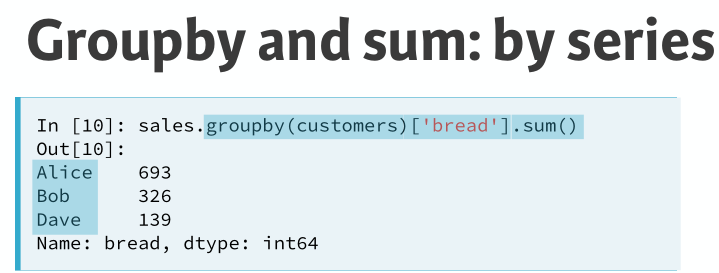 Groupby and sum: by series
In [10]: sales.groupby(customers)['bread'].sum()
Out[10]:
Alice    693
Bob      326
Dave     139
Name: bread, dtype: int64